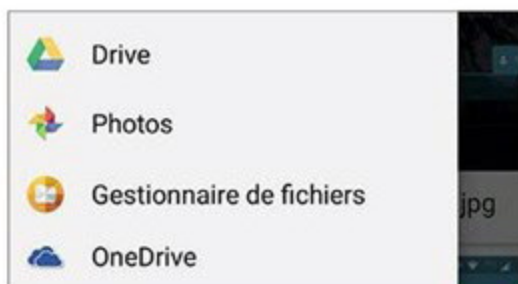 Drive
Photos
Gestionnaire de fichiers
jpg
OneDrive